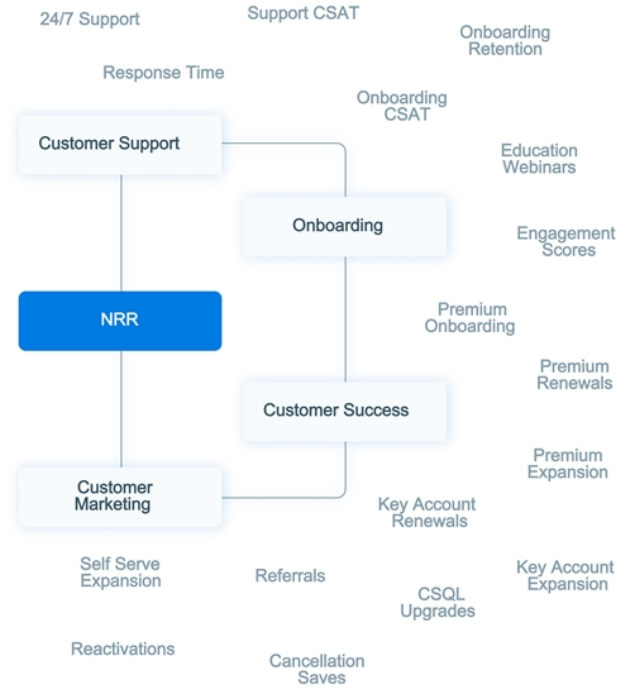 24/7 Support
Support CSAT
Onboarding
Retention
Response Time
Onboarding
CSAT
Customer Support
Education
Webinars
Onboarding
Engagement
Scores
NRR
Premium
Onboarding
Premium
Renewals
Customer Success
Premium
Expansion
Customer
Marketing
Key Account
Renewals
Self Serve
Expansion
Referrals
Key Account
Expansion
CSQL
Upgrades
Reactivations
Cancellation
Saves